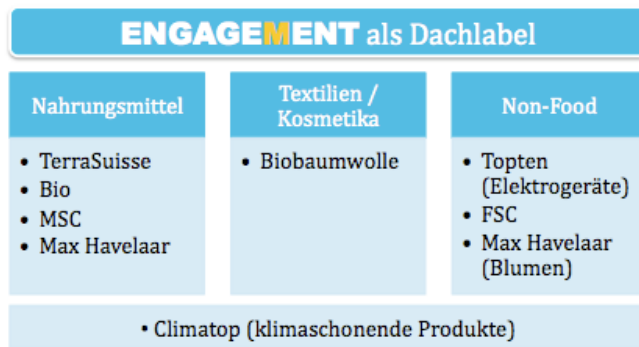 ENGAGEMENT als Dachlabel
Nahrungsmittel
• TerraSuisse
• Bio
• MSC
• Max Havelaar
Textilien /
Kosmetika
• Biobaumwolle
Non-Food
• Topten
(Elektrogeräte)
• FSC
• Max Havelaar
(Blumen)
• Climatop (klimaschonende Produkte)